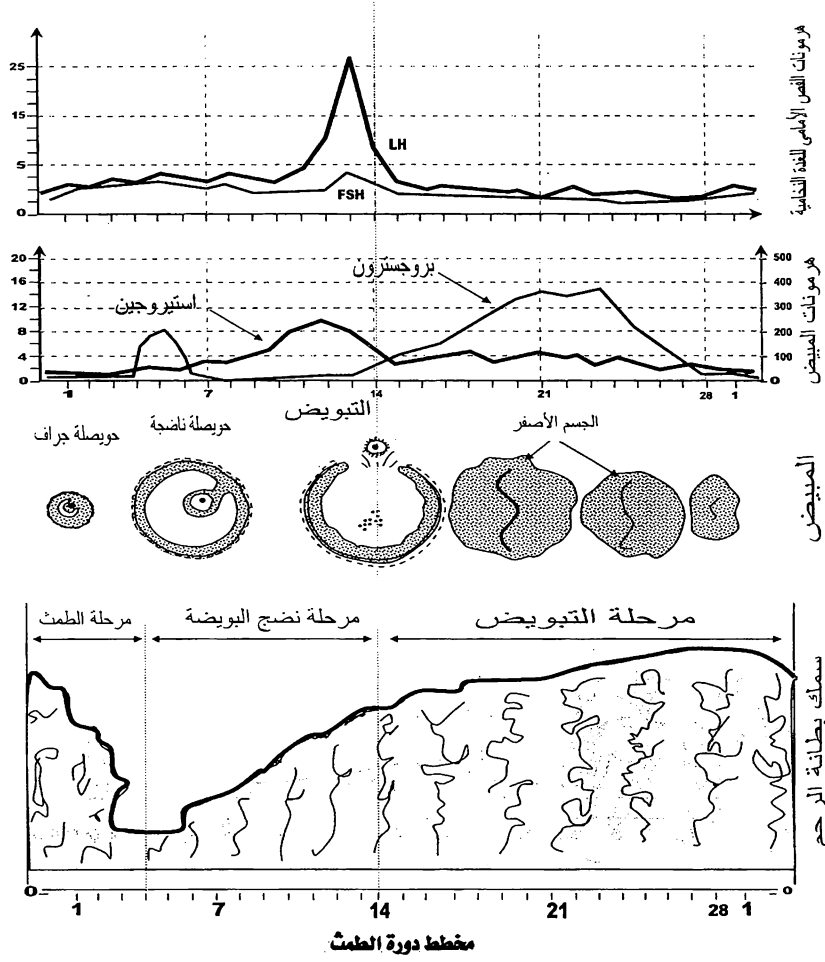 هرمونات الفص الأمامى للغدة النخامية
25
15
5
0
LH
FSH
هرمونات المبيض
20
16
12
8
4
0
500
400
300
200
100
0
استيروجين
بروجسترون
7
14
21
28
1
التبويض
المبيض
حويصلة جراف
حويصلة ناضجة
الجسم الأصفر
سمك بطانة الرحم
مرحلة الطمث
مرحلة نضج البويضة
مرحلة التبويض
0
0
1
7
14
21
28
1
مخطط دورة الطمث